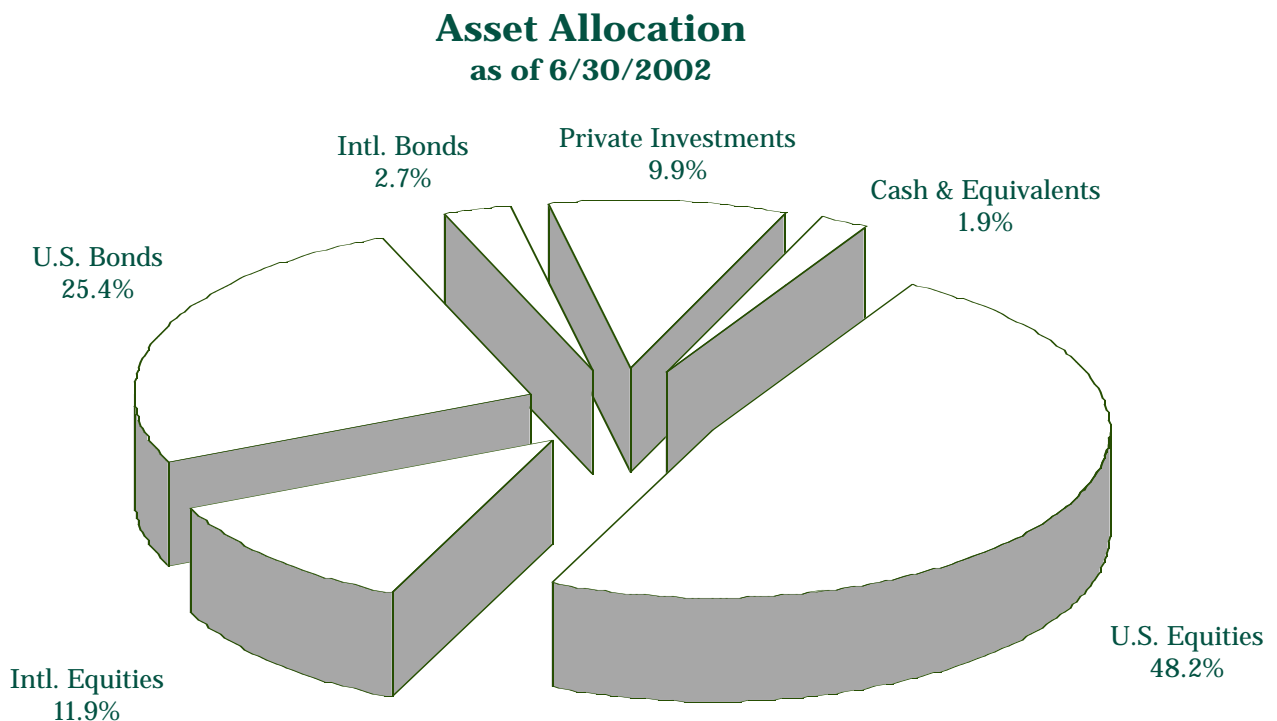 Asset Allocation
as of 6/30/2002
Intl. Bonds
2.7%
Private Investments
9.9%
Cash & Equivalents
1.9%
U.S. Bonds
25.4%
U.S. Equities
48.2%
Intl. Equities
11.9%